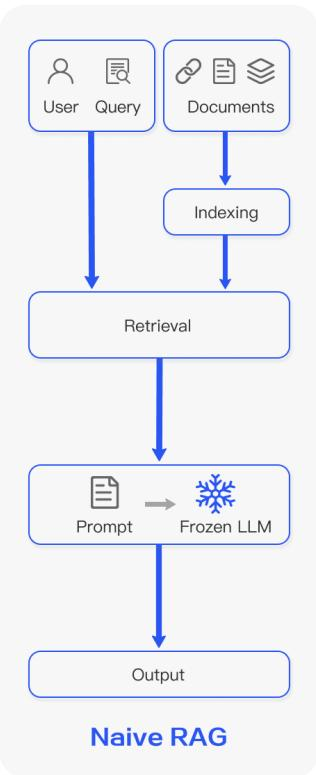 User Query
Documents
Indexing
Retrieval
Prompt
Frozen LLM
Output
Naive RAG